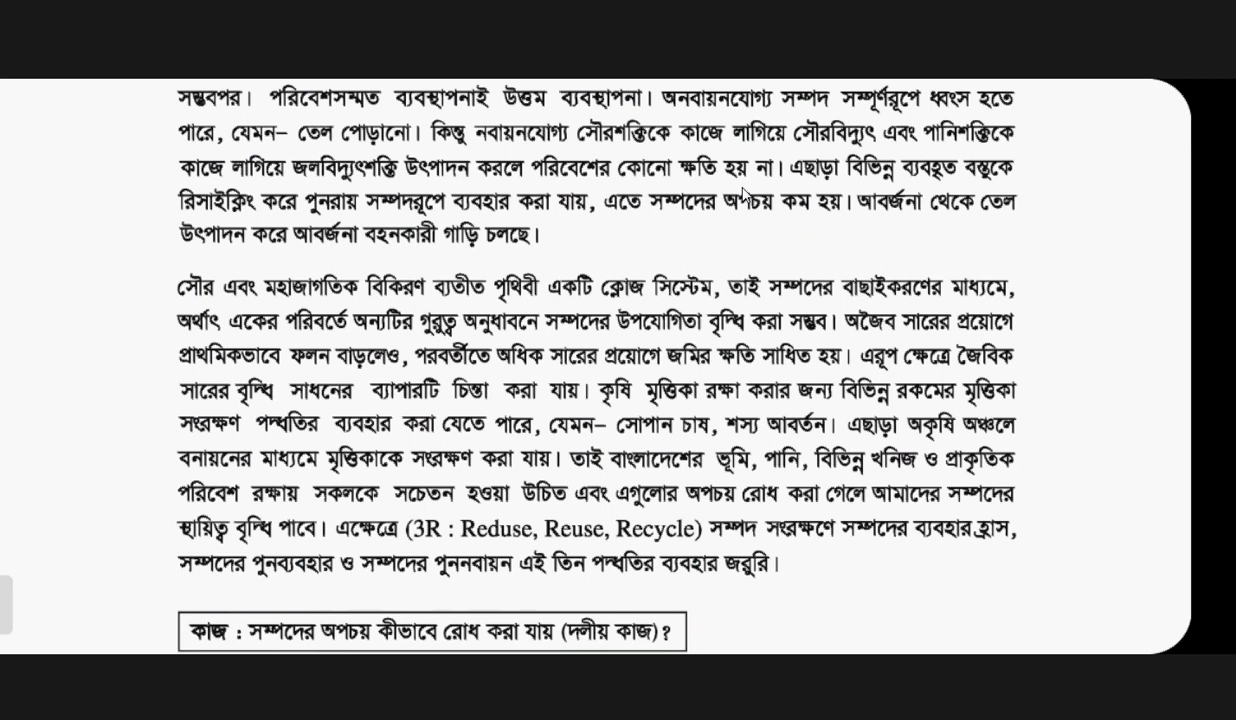 সম্ভবপর। পরিবেশসম্মত ব্যবস্থাপনাই উত্তম ব্যবস্থাপনা। অনবায়নযোগ্য সম্পদ সম্পূর্ণরূপে ধ্বংস হতে
পারে, যেমন– তেল পোড়ানো। কিন্তু নবায়নযোগ্য সৌরশক্তিকে কাজে লাগিয়ে সৌরবিদ্যুৎ এবং পানিশক্তিকে
কাজে লাগিয়ে জলবিদ্যুৎশক্তি উৎপাদন করলে পরিবেশের কোনো ক্ষতি হয় না। এছাড়া বিভিন্ন ব্যবহৃত বস্তুকে
রিসাইক্লিং করে পুনরায় সম্পদরূপে ব্যবহার করা যায়, এতে সম্পদের অপচয় কম হয়। আবর্জনা থেকে তেল
উৎপাদন করে আবর্জনা বহনকারী গাড়ি চলছে।
সৌর এবং মহাজাগতিক বিকিরণ ব্যতীত পৃথিবী একটি ক্লোজ সিস্টেম, তাই সম্পদের বাছাইকরণের মাধ্যমে,
অর্থাৎ একের পরিবর্তে অন্যটির গুরুত্ব অনুধাবনে সম্পদের উপযোগিতা বৃদ্ধি করা সম্ভব। অজৈব সারের প্রয়োগে
প্রাথমিকভাবে ফলন বাড়লেও, পরবর্তীতে অধিক সারের প্রয়োগে জমির ক্ষতি সাধিত হয়। এরূপ ক্ষেত্রে জৈবিক
সারের বৃদ্ধি সাধনের ব্যাপারটি চিন্তা করা যায়। কৃষি মৃত্তিকা রক্ষা করার জন্য বিভিন্ন রকমের মৃত্তিকা
সংরক্ষণ পদ্ধতির ব্যবহার করা যেতে পারে, যেমন– সোপান চাষ, শস্য আবর্তন। এছাড়া অকৃষি অঞ্চলে
বনায়নের মাধ্যমে মৃত্তিকাকে সংরক্ষণ করা যায়। তাই বাংলাদেশের ভূমি, পানি, বিভিন্ন খনিজ ও প্রাকৃতিক
পরিবেশ রক্ষায় সকলকে সচেতন হওয়া উচিত এবং এগুলোর অপচয় রোধ করা গেলে আমাদের সম্পদের
স্থায়িত্ব বৃদ্ধি পাবে। এক্ষেত্রে (3R : Reduse, Reuse, Recycle) সম্পদ সংরক্ষণে সম্পদের ব্যবহার হ্রাস,
সম্পদের পুনব্যবহার ও সম্পদের পুননবায়ন এই তিন পদ্ধতির ব্যবহার জরুরি।
কাজ : সম্পদের অপচয় কীভাবে রোধ করা যায় (দলীয় কাজ)?